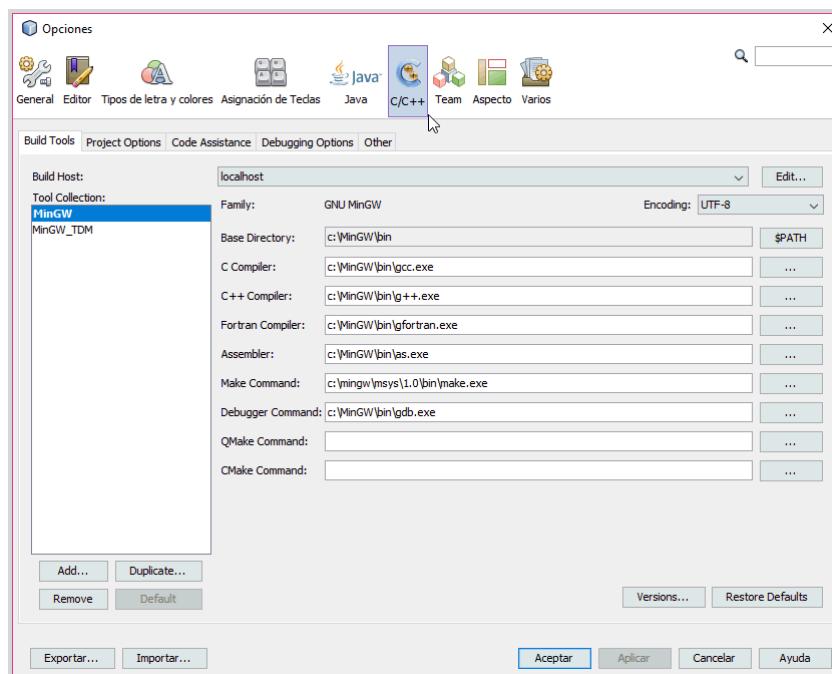 Opciones
General Editor Tipos de letra y colores Asignación de Teclas Java C/C++ Team Aspecto Varios
Build Tools Project Options Code Assistance Debugging Options Other
Build Host: localhost Edit...
Tool Collection:
MinGW
MinGW_TDM
Family: GNU MinGW Encoding: UTF-8
Base Directory: c:\MinGW\bin $PATH
C Compiler: c:\MinGW\bin\gcc.exe ...
C++ Compiler: c:\MinGW\bin\g++.exe ...
Fortran Compiler: c:\MinGW\bin\gfortran.exe ...
Assembler: c:\MinGW\bin\as.exe ...
Make Command: c:\mingw\msys\1.0\bin\make.exe ...
Debugger Command: c:\MinGW\bin\gdb.exe ...
QMake Command: ...
CMake Command: ...
Add... Duplicate...
Remove Default
Versions... Restore Defaults
Exportar... Importar... Aceptar Aplicar Cancelar Ayuda